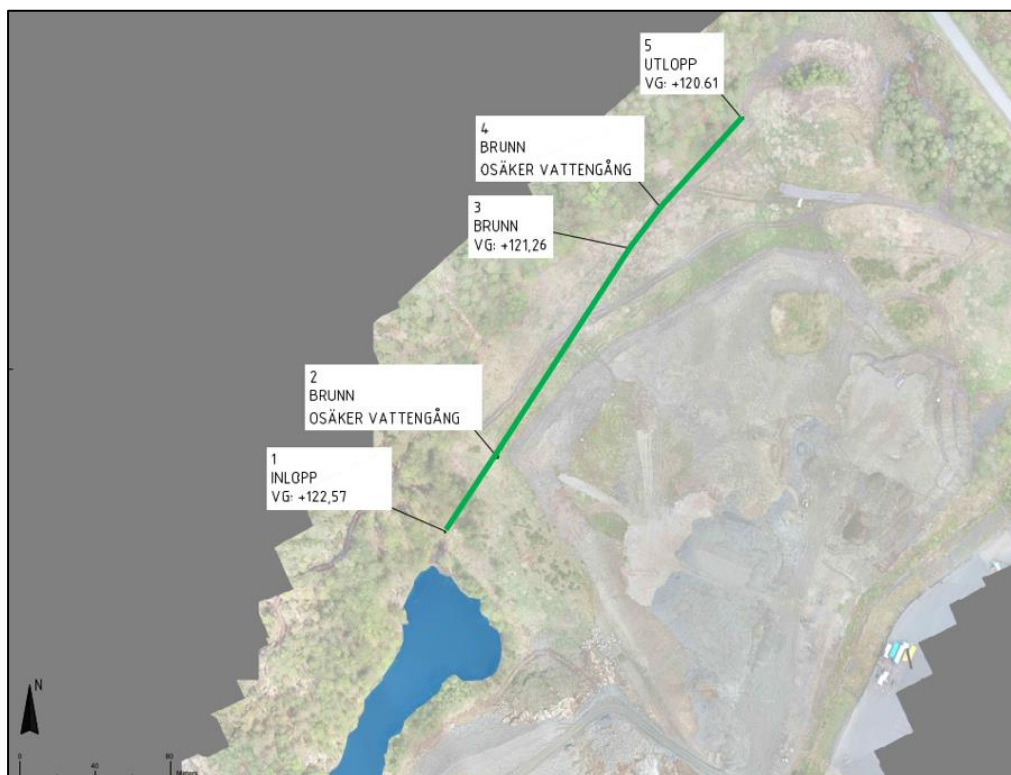 5
UTLOPP
VG: +120.61
4
BRUNN
OSÄKER VATTENGÅNG
3
BRUNN
VG: +121,26
2
BRUNN
OSÄKER VATTENGÅNG
1
INLOPP
VG: +122,57
N
0 40 80
Meters